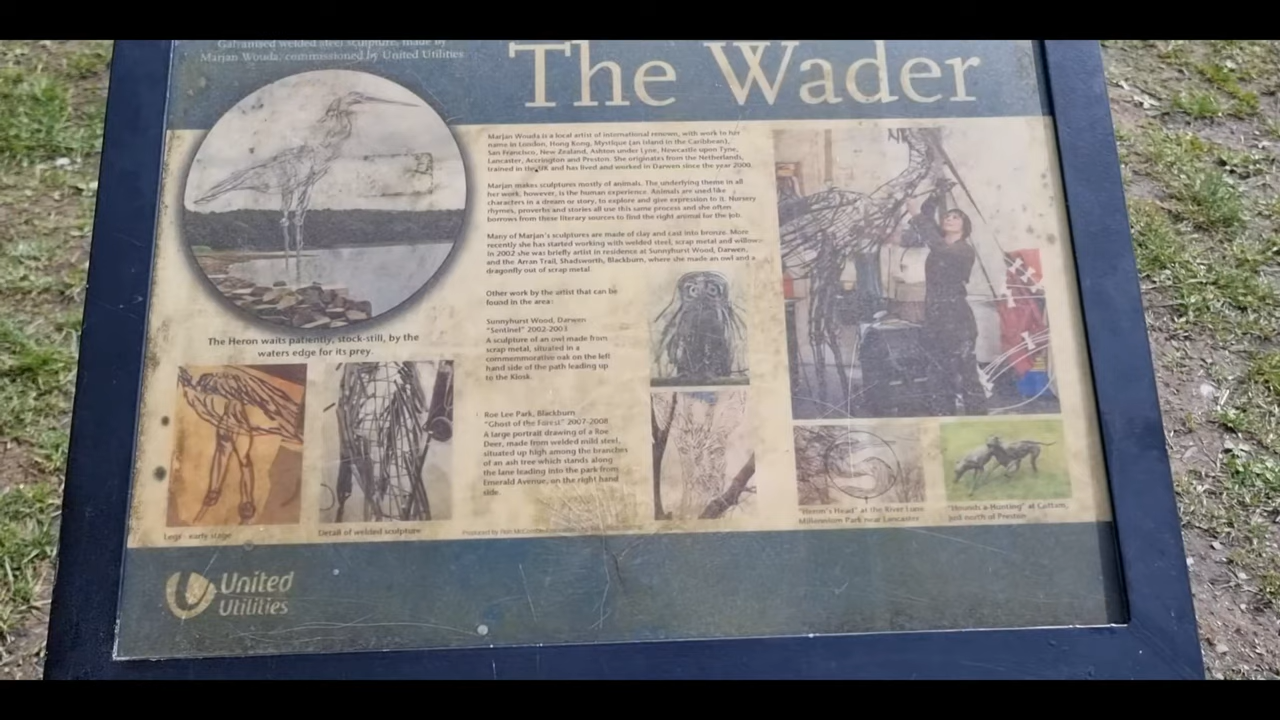 Galvanised welded steel sculpture, made by
Marjan Wouda, commissioned by United Utilities
The Wader
Marjan Wouda is a local artist of international renown, with work to her
name in London, Hong Kong, Mystique (an Island in the Caribbean),
San Francisco, New Zealand, Ashton under Lyne, Newcastle upon Tyne,
Lancaster, Accrington and Preston. She originates from the Netherlands,
trained in the UK and has lived and worked in Darwen since the year 2000.
Marjan makes sculptures mostly of animals. The underlying theme in all
her work, however, is the human experience. Animals are used like
characters in a dream or story, to explore and give expression to it. Nursery
rhymes, proverbs and stories all use this same process and she often
borrows from these literary sources to find the right animal for the job.
Many of Marjan's sculptures are made of clay and cast into bronze. More
recently she has started working with welded steel, scrap metal and willow.
In 2002 she was briefly artist in residence at Sunnyhurst Wood, Darwen,
and the Arran Trail, Shadsworth, Blackburn, where she made an owl and a
dragonfly out of scrap metal.
Other work by the artist that can be
found in the area:
Sunnyhurst Wood, Darwen
"Sentinel" 2002-2003
A sculpture of an owl made from
scrap metal, situated in a
commemorative oak on the left
hand side of the path leading up
to the Kiosk.
Roe Lee Park, Blackburn
"Ghost of the Forest" 2007-2008
A large portrait drawing of a Roe
Deer, made from welded mild steel,
situated up high among the branches
of an ash tree which stands along
the lane leading into the park from
Emerald Avenue, on the right hand
side.
The Heron waits patiently, stock-still, by the
waters edge for its prey.
Legs - early stage
Detail of welded sculpture
Produced by
"Heron's Head" at the River Lune
Millennium Park near Lancaster
"Hounds a-Hunting" at Cottam,
just north of Preston
United
Utilities